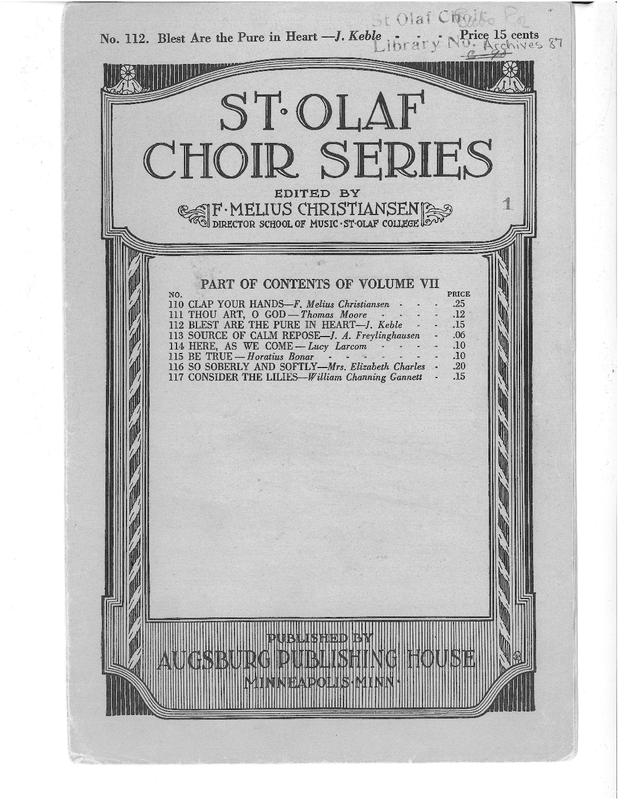 St Olaf Choir
No. 112. Blest Are the Pure in Heart —J. Keble - - - Price 15 cents
Library No. Archives 87
ST· OLAF
CHOIR SERIES
EDITED BY
F· MELIUS CHRISTIANSEN
DIRECTOR SCHOOL OF MUSIC · ST· OLAF COLLEGE
1
PART OF CONTENTS OF VOLUME VII
NO. PRICE
110 CLAP YOUR HANDS—F. Melius Christiansen - - - .25
111 THOU ART, O GOD—Thomas Moore - - - - .12
112 BLEST ARE THE PURE IN HEART—J. Keble - - .15
113 SOURCE OF CALM REPOSE—J. A. Freylinghausen - .06
114 HERE, AS WE COME—Lucy Larcom - - - - .10
115 BE TRUE—Horatius Bonar - - - - - - - .10
116 SO SOBERLY AND SOFTLY—Mrs. Elizabeth Charles - .20
117 CONSIDER THE LILIES—William Channing Gannett - .15
PUBLISHED BY
AUGSBURG PUBLISHING HOUSE
MINNEAPOLIS · MINN·